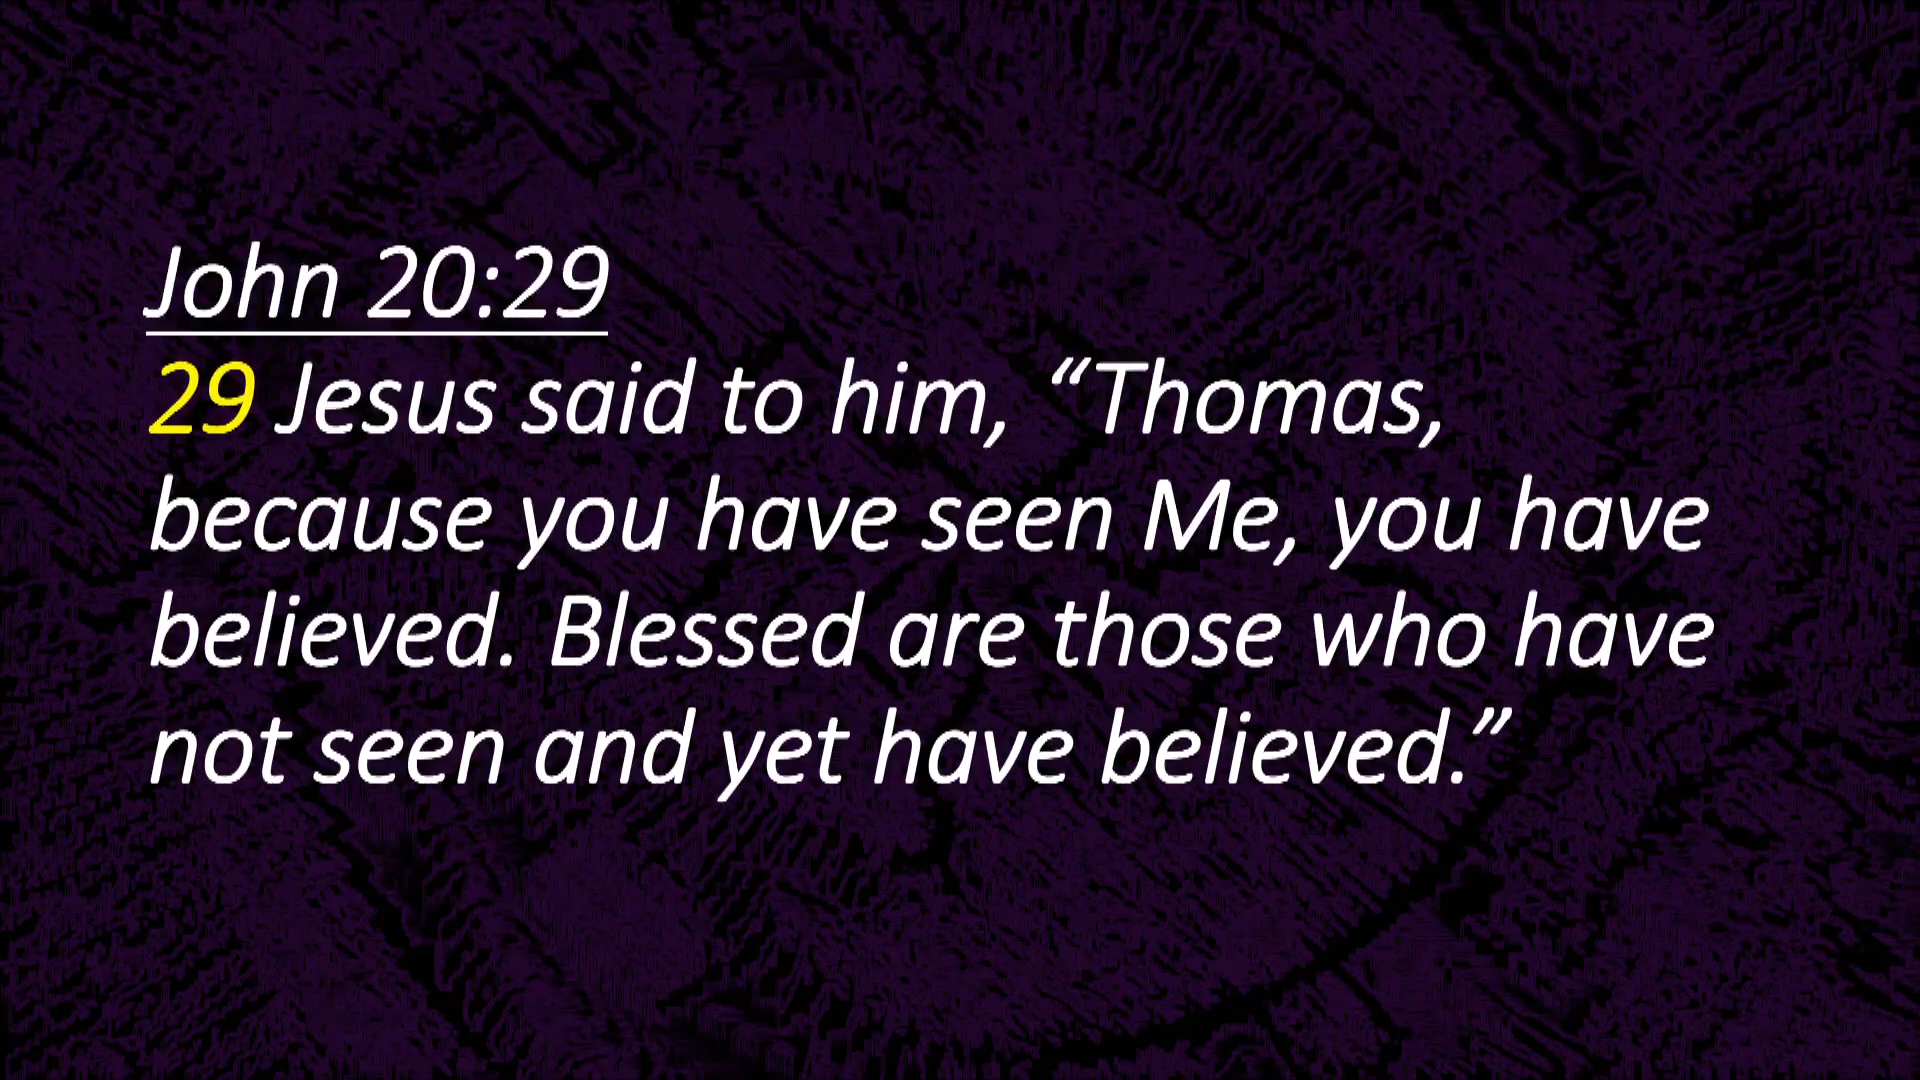 John 20:29
29 Jesus said to him, “Thomas,
because you have seen Me, you have
believed. Blessed are those who have
not seen and yet have believed.”